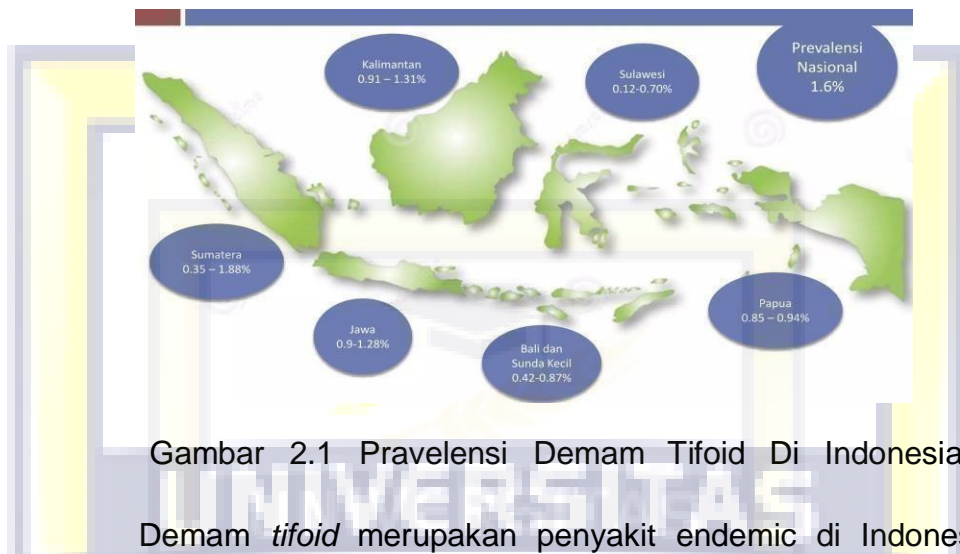 Kalimantan
0.91 – 1.31%
Sulawesi
0.12-0.70%
Prevalensi
Nasional
1.6%
Sumatera
0.35 – 1.88%
Jawa
0.9-1.28%
Bali dan
Sunda Kecil
0.42-0.87%
Papua
0.85 – 0.94%
Gambar 2.1 Pravelensi Demam Tifoid Di Indonesia
UNIVERSITAS
Demam tifoid merupakan penyakit endemic di